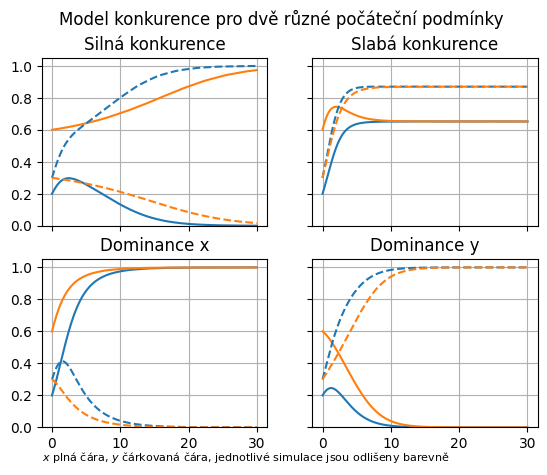 Model konkurence pro dvě různé počáteční podmínky
Silná konkurence
Slabá konkurence
1.0
0.8
0.6
0.4
0.2
0.0
Dominance x
Dominance y
1.0
0.8
0.6
0.4
0.2
0.0
0 10 20 30
0 10 20 30
x plná čára, y čárkovaná čára, jednotlivé simulace jsou odlišeny barevně